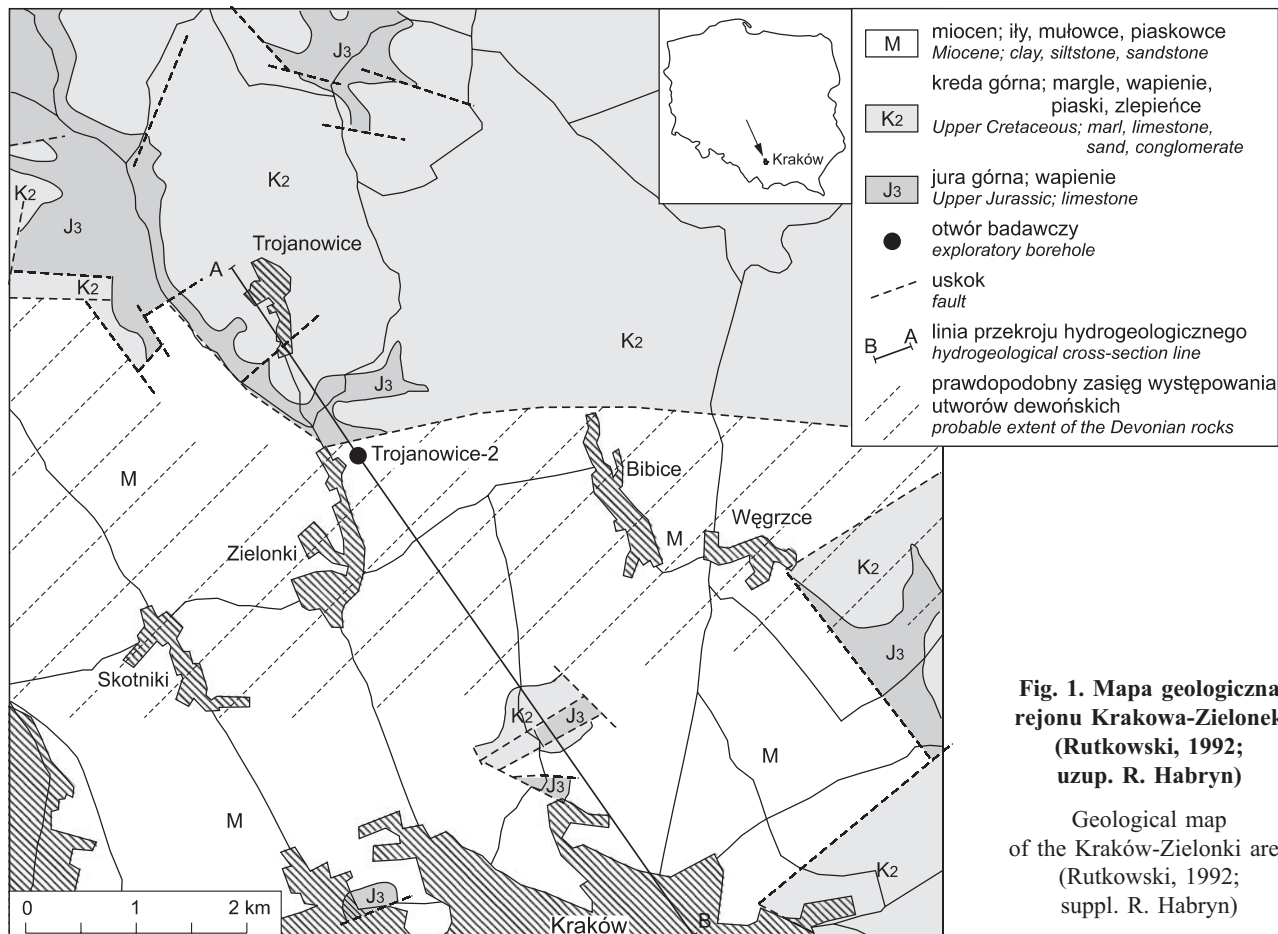 J3
K2
K2
J3
K2
Trojanowice
A
K2
J3
Trojanowice-2
M
Bibice
Zielonki
M
Węgrzce
K2
J3
Skotniki
K2
J3
M
J3
M
K2
J3
Kraków
B
0 1 2 km
Kraków
M
miocen; iły, mułowce, piaskowce
Miocene; clay, siltstone, sandstone
K2
kreda górna; margle, wapienie,
piaski, zlepieńce
Upper Cretaceous; marl, limestone,
sand, conglomerate
J3
jura górna; wapienie
Upper Jurassic; limestone
otwór badawczy
exploratory borehole
uskok
fault
B A
linia przekroju hydrogeologicznego
hydrogeological cross-section line
prawdopodobny zasięg występowania
utworów dewońskich
probable extent of the Devonian rocks
Fig. 1. Mapa geologiczna
rejonu Krakowa-Zielonek
(Rutkowski, 1992;
uzup. R. Habryn)
Geological map
of the Kraków-Zielonki are
(Rutkowski, 1992;
suppl. R. Habryn)